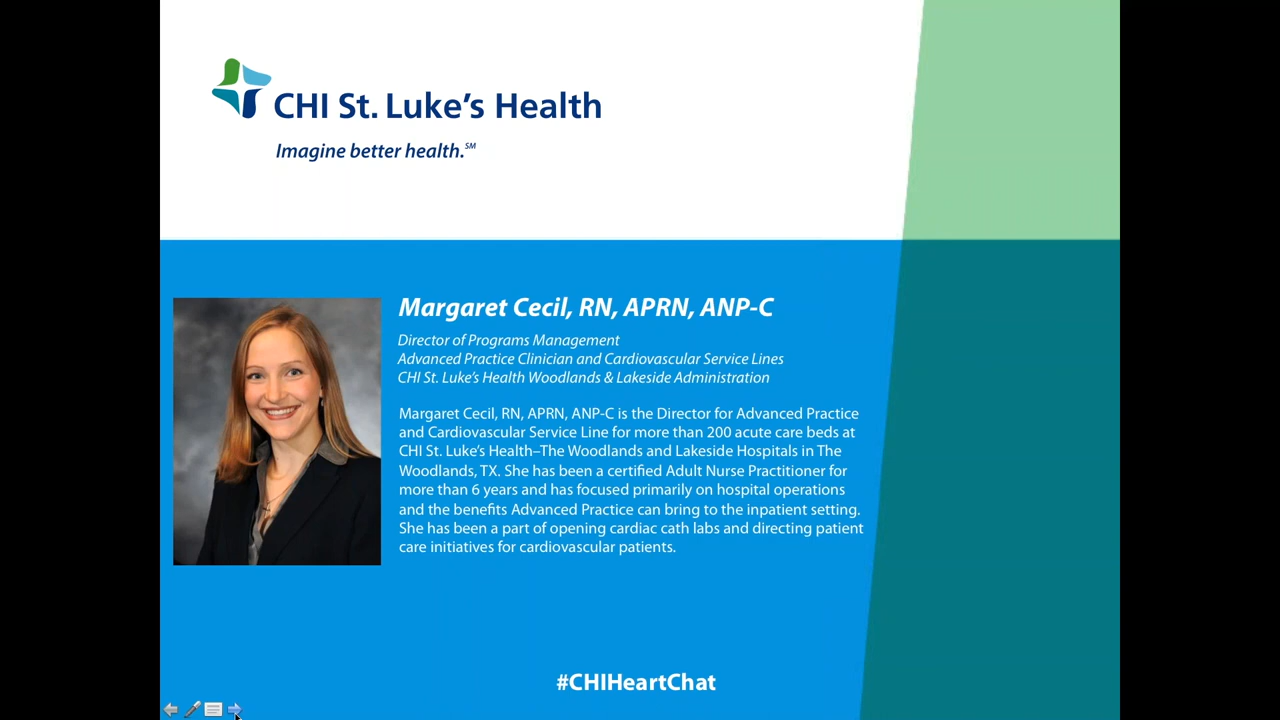 CHI St. Luke's Health
Imagine better health.℠
Margaret Cecil, RN, APRN, ANP-C
Director of Programs Management
Advanced Practice Clinician and Cardiovascular Service Lines
CHI St. Luke's Health Woodlands & Lakeside Administration
Margaret Cecil, RN, APRN, ANP-C is the Director for Advanced Practice
and Cardiovascular Service Line for more than 200 acute care beds at
CHI St. Luke's Health–The Woodlands and Lakeside Hospitals in The
Woodlands, TX. She has been a certified Adult Nurse Practitioner for
more than 6 years and has focused primarily on hospital operations
and the benefits Advanced Practice can bring to the inpatient setting.
She has been a part of opening cardiac cath labs and directing patient
care initiatives for cardiovascular patients.
#CHIHeartChat